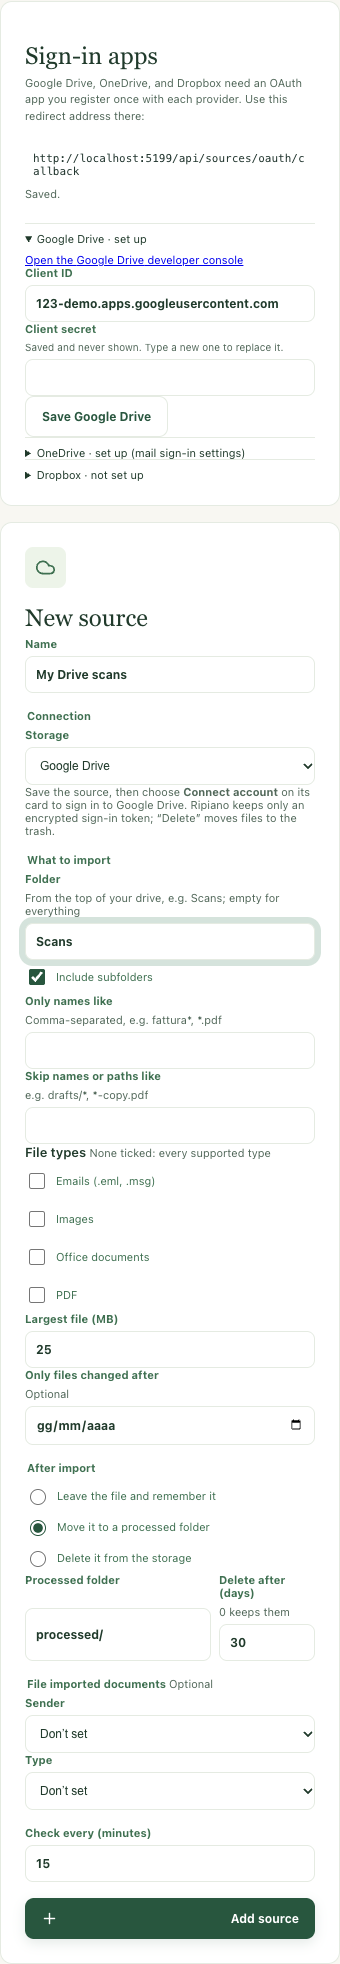 Sign-in apps
Google Drive, OneDrive, and Dropbox need an OAuth
app you register once with each provider. Use this
redirect address there:
http://localhost:5199/api/sources/oauth/c
allback
Saved.
▼ Google Drive · set up
Open the Google Drive developer console
Client ID
123-demo.apps.googleusercontent.com
Client secret
Saved and never shown. Type a new one to replace it.
Save Google Drive
▶ OneDrive · set up (mail sign-in settings)
▶ Dropbox · not set up
New source
Name
My Drive scans
Connection
Storage
Google Drive
Save the source, then choose Connect account on its
card to sign in to Google Drive. Ripiano keeps only an
encrypted sign-in token; “Delete” moves files to the
trash.
What to import
Folder
From the top of your drive, e.g. Scans; empty for
everything
Scans
Include subfolders
Only names like
Comma-separated, e.g. fattura*, *.pdf
Skip names or paths like
e.g. drafts/*, *-copy.pdf
File types None ticked: every supported type
Emails (.eml, .msg)
Images
Office documents
PDF
Largest file (MB)
25
Only files changed after
Optional
gg/mm/aaaa
After import
Leave the file and remember it
Move it to a processed folder
Delete it from the storage
Processed folder
processed/
Delete after
(days)
0 keeps them
30
File imported documents Optional
Sender
Don’t set
Type
Don’t set
Check every (minutes)
15
+ Add source